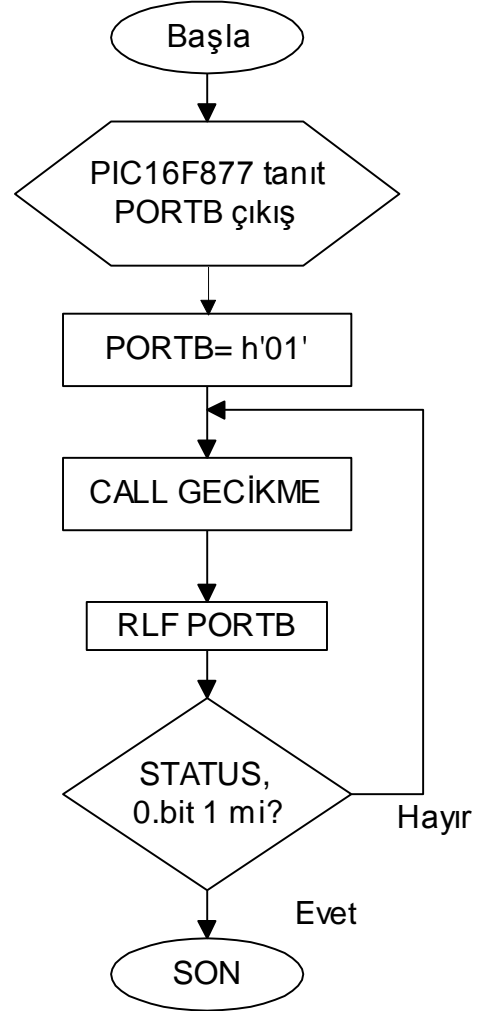 Başla
PIC16F877 tanıt
PORTB çıkış
PORTB= h'01'
CALL GECİKME
RLF PORTB
STATUS,
0.bit 1 mi?
Hayır
Evet
SON